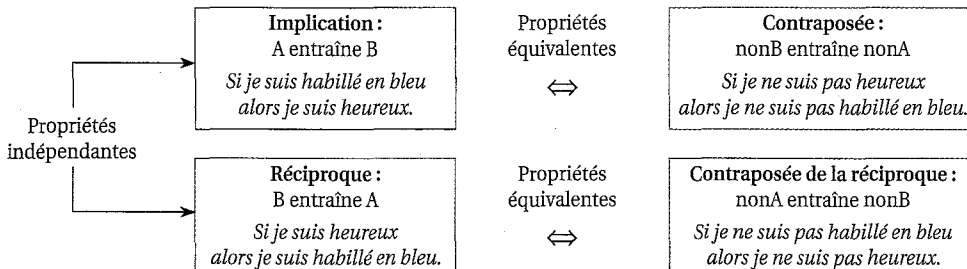 Implication :
A entraîne B
Si je suis habillé en bleu
alors je suis heureux.
Propriétés
équivalentes
⇔
Contraposée :
nonB entraîne nonA
Si je ne suis pas heureux
alors je ne suis pas habillé en bleu.
Propriétés
indépendantes
Réciproque :
B entraîne A
Si je suis heureux
alors je suis habillé en bleu.
Propriétés
équivalentes
⇔
Contraposée de la réciproque :
nonA entraîne nonB
Si je ne suis pas habillé en bleu
alors je ne suis pas heureux.